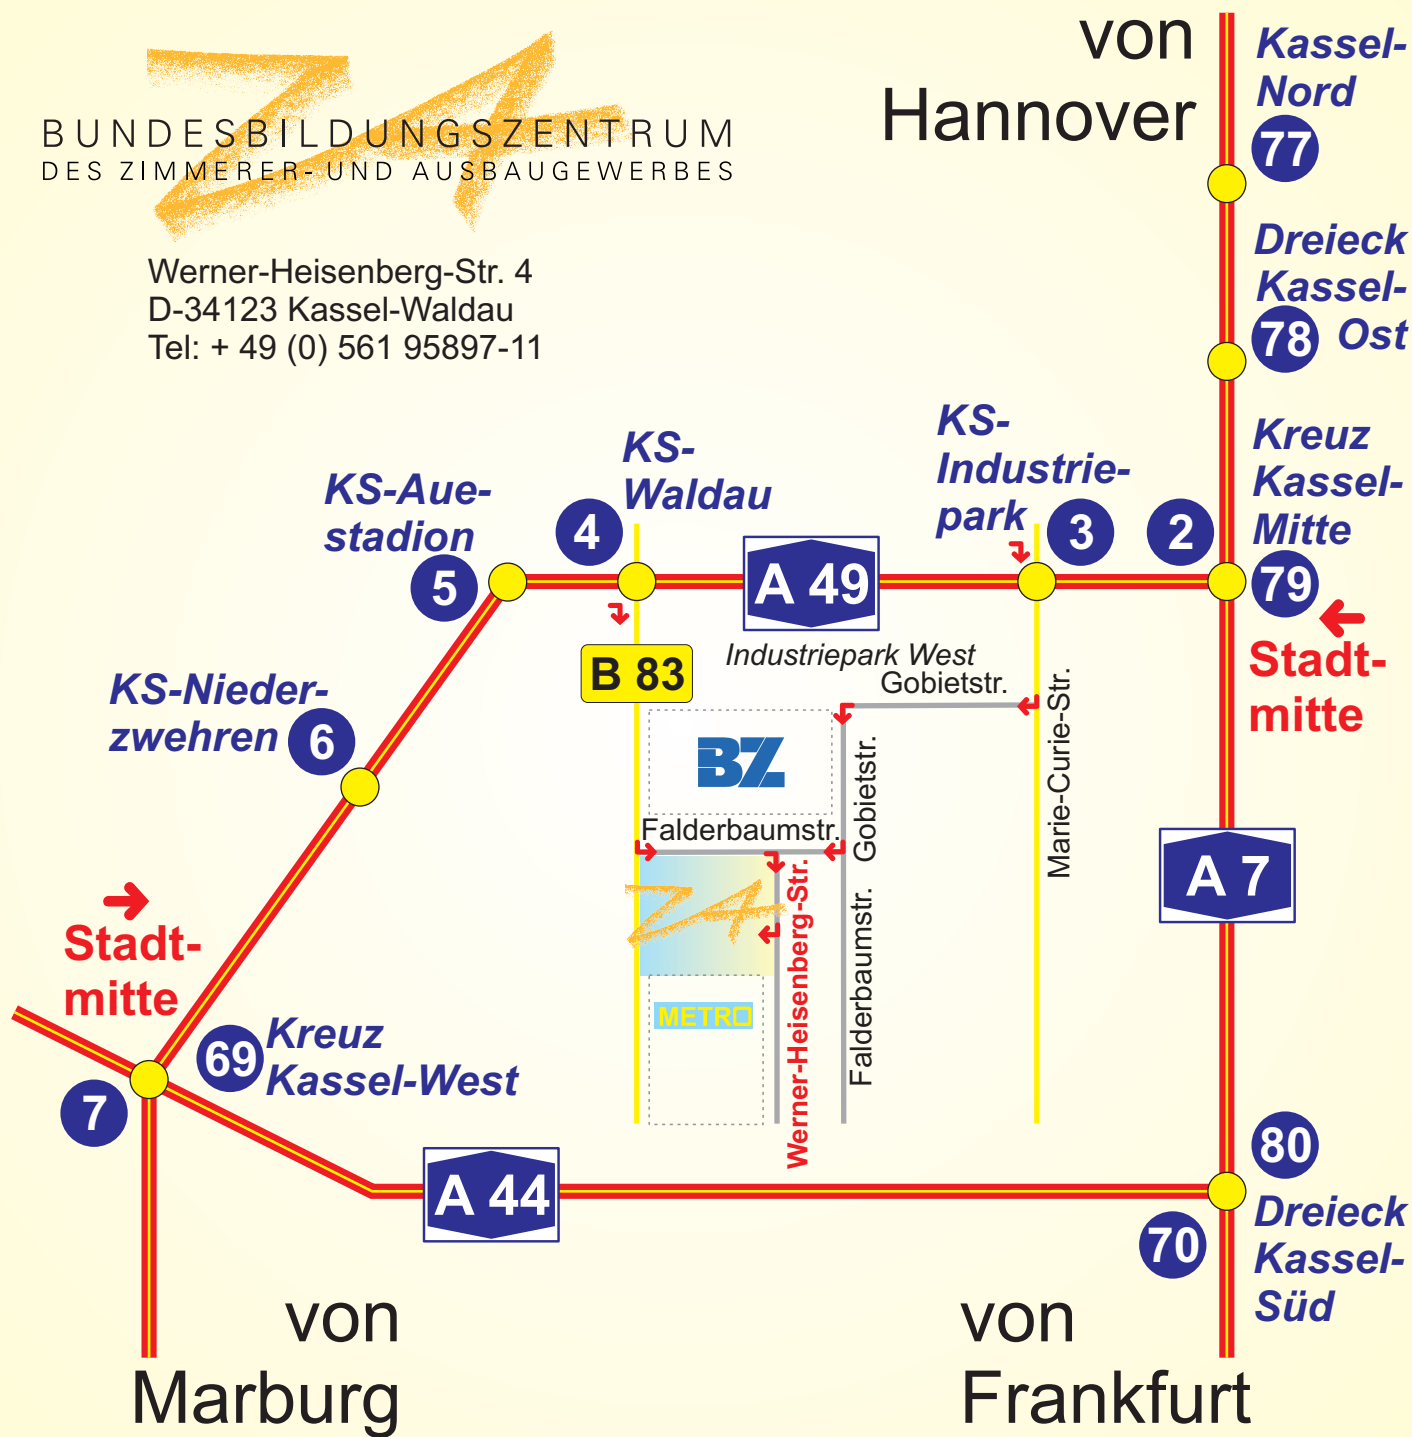 BUNDESBILDUNGSZENTRUM
DES ZIMMERER- UND AUSBAUGEWERBES
Werner-Heisenberg-Str. 4
D-34123 Kassel-Waldau
Tel: + 49 (0) 561 95897-11
von
Hannover
Kassel-
Nord
77
Dreieck
Kassel-
78 Ost
Kreuz
Kassel-
Mitte
79
2
Stadt-
mitte
KS-
Industrie-
park
3
KS-
Waldau
4
KS-Aue-
stadion
5
A 49
B 83
KS-Nieder-
zwehren
6
Industriepark West
Gobietstr.
Marie-Curie-Str.
BZ
Gobietstr.
Falderbaumstr.
Falderbaumstr.
Werner-Heisenberg-Str.
METRO
A 7
Stadt-
mitte
69
Kreuz
Kassel-West
7
A 44
80
Dreieck
Kassel-
Süd
70
von
Marburg
von
Frankfurt